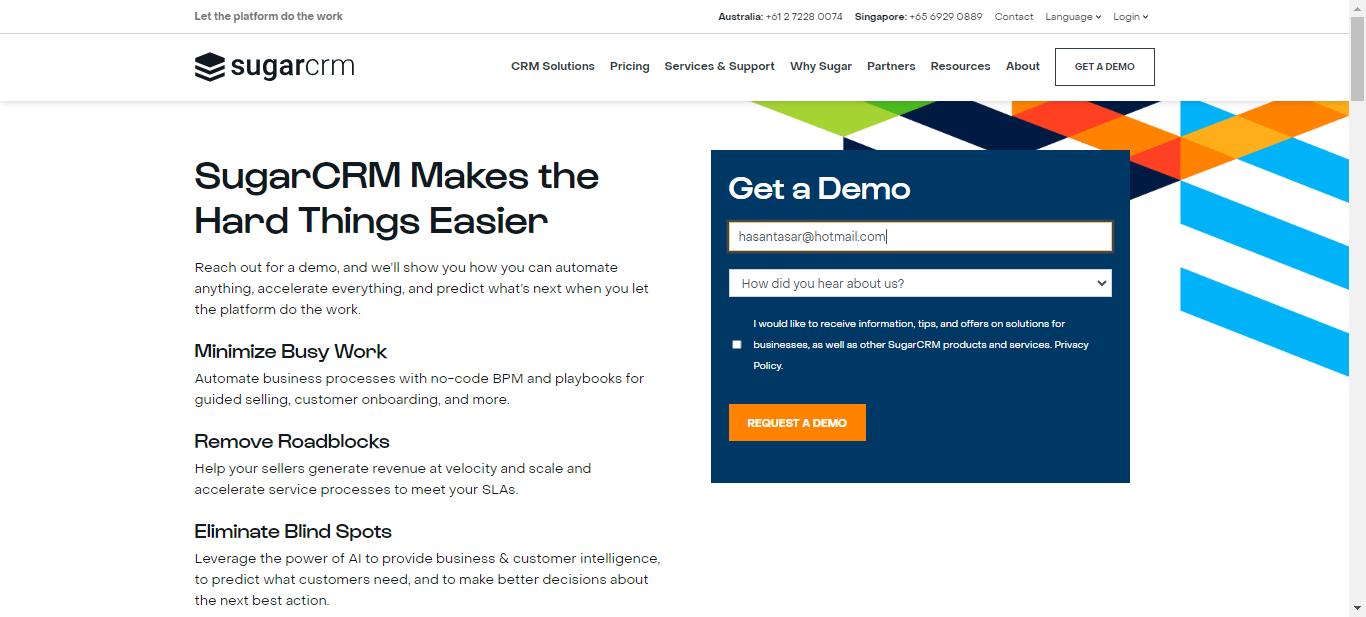 Let the platform do the work
Australia: +61 2 7228 0074 Singapore: +65 6929 0889 Contact Language Login
sugarcrm
CRM Solutions Pricing Services & Support Why Sugar Partners Resources About GET A DEMO
SugarCRM Makes the
Hard Things Easier
Reach out for a demo, and we'll show you how you can automate
anything, accelerate everything, and predict what's next when you let
the platform do the work.
Minimize Busy Work
Automate business processes with no-code BPM and playbooks for
guided selling, customer onboarding, and more.
Remove Roadblocks
Help your sellers generate revenue at velocity and scale and
accelerate service processes to meet your SLAs.
Eliminate Blind Spots
Leverage the power of AI to provide business & customer intelligence,
to predict what customers need, and to make better decisions about
the next best action.
Get a Demo
hasantasar@hotmail.com
How did you hear about us?
I would like to receive information, tips, and offers on solutions for
businesses, as well as other SugarCRM products and services. Privacy
Policy.
REQUEST A DEMO